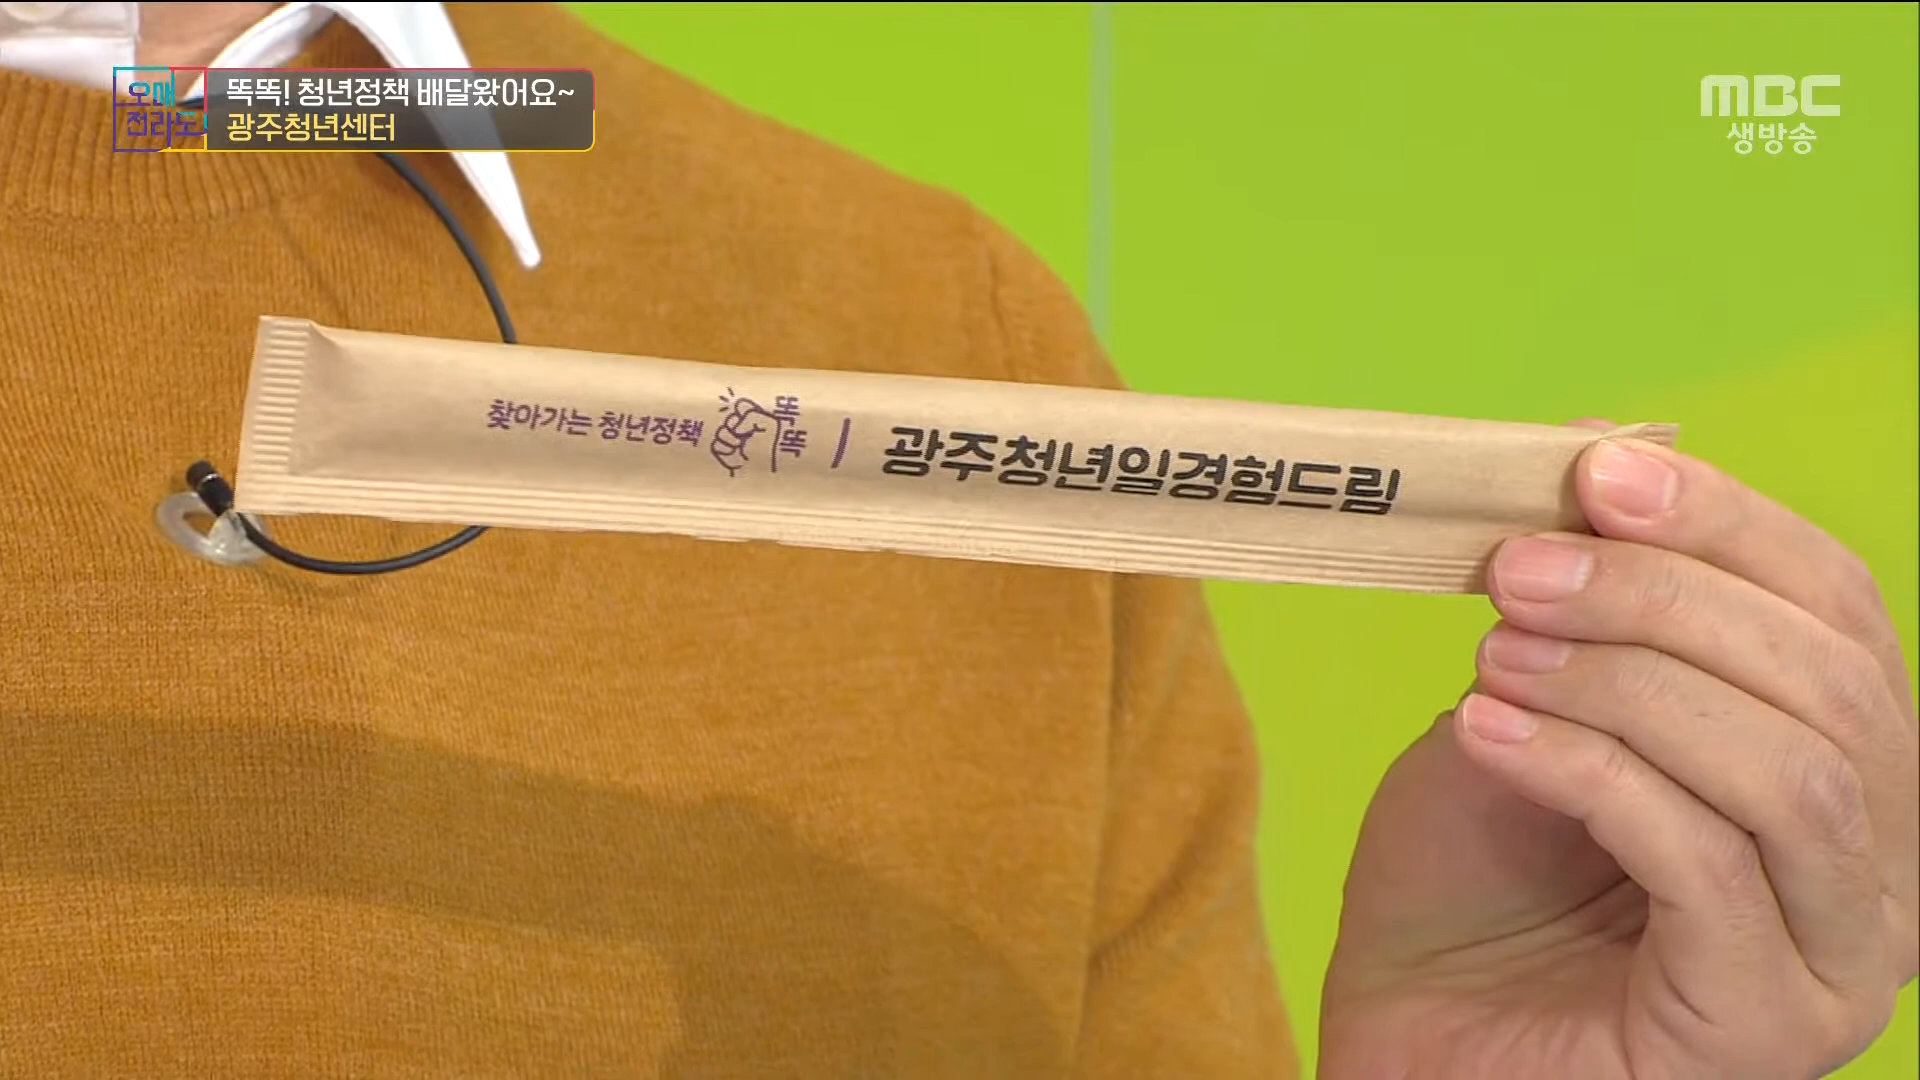 오매
전라도
똑똑! 청년정책 배달왔어요~
광주청년센터
MBC
생방송
찾아가는 청년정책 똑똑 | 광주청년일경험드림